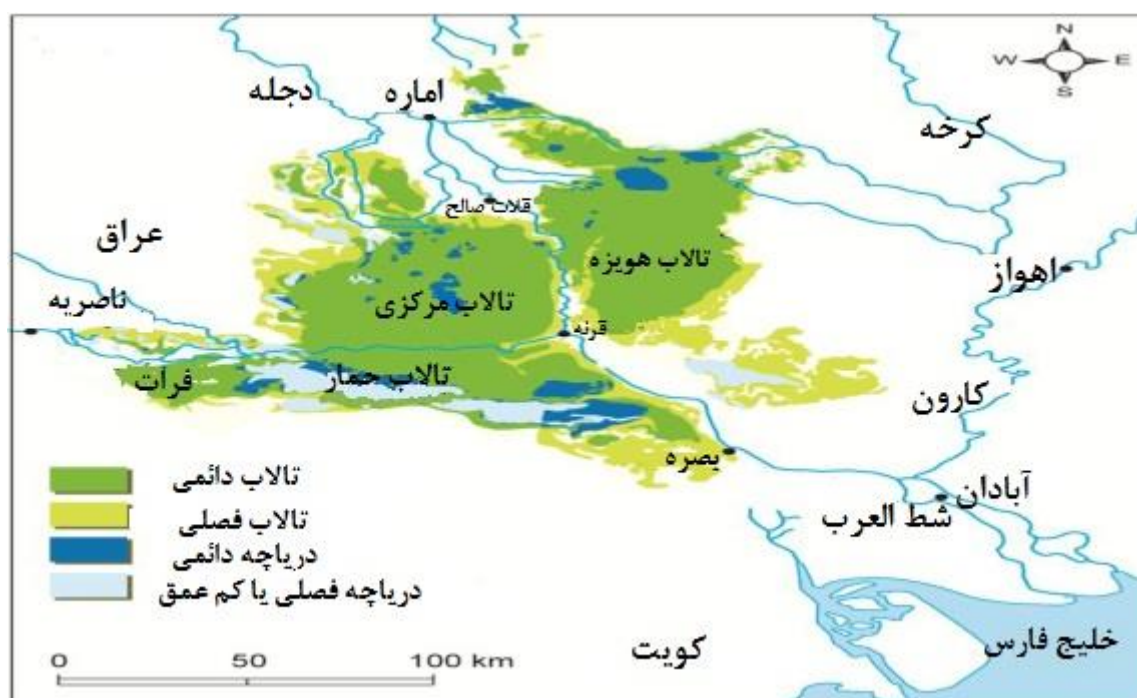 N
W E
S
دجله
اماره
کرخه
قلات صالح
عراق
تالاب هویزه
اهواز
ناصریه
تالاب مرکزی
قرنه
فرات
تالاب حمار
کارون
بصره
آبادان
شط العرب
تالاب دائمی
تالاب فصلی
دریاچه دائمی
دریاچه فصلی یا کم عمق
کویت
خلیج فارس
0 50 100 km